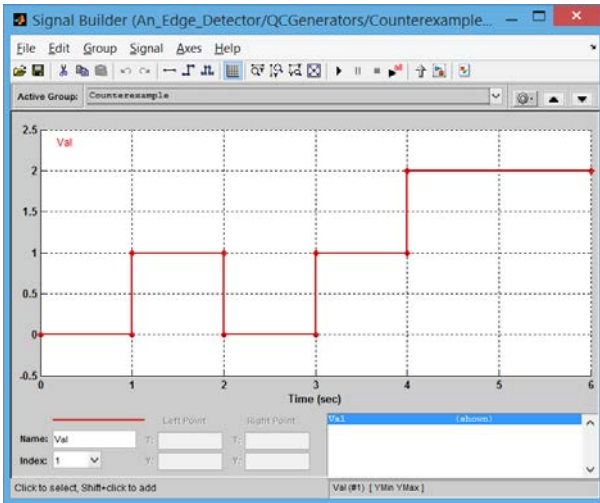 Signal Builder (An_Edge_Detector/QCGenerators/Counterexample...
File Edit Group Signal Axes Help
Active Group: Counterexample
2.5
Val
2
1.5
1
0.5
0
-0.5
0 1 2 3 4 5 6
Time (sec)
Left Point Right Point
Name: Val T: T:
Index: 1 Y: Y:
Val (shown)
Click to select, Shift+click to add Val (#1) [ YMin YMax ]